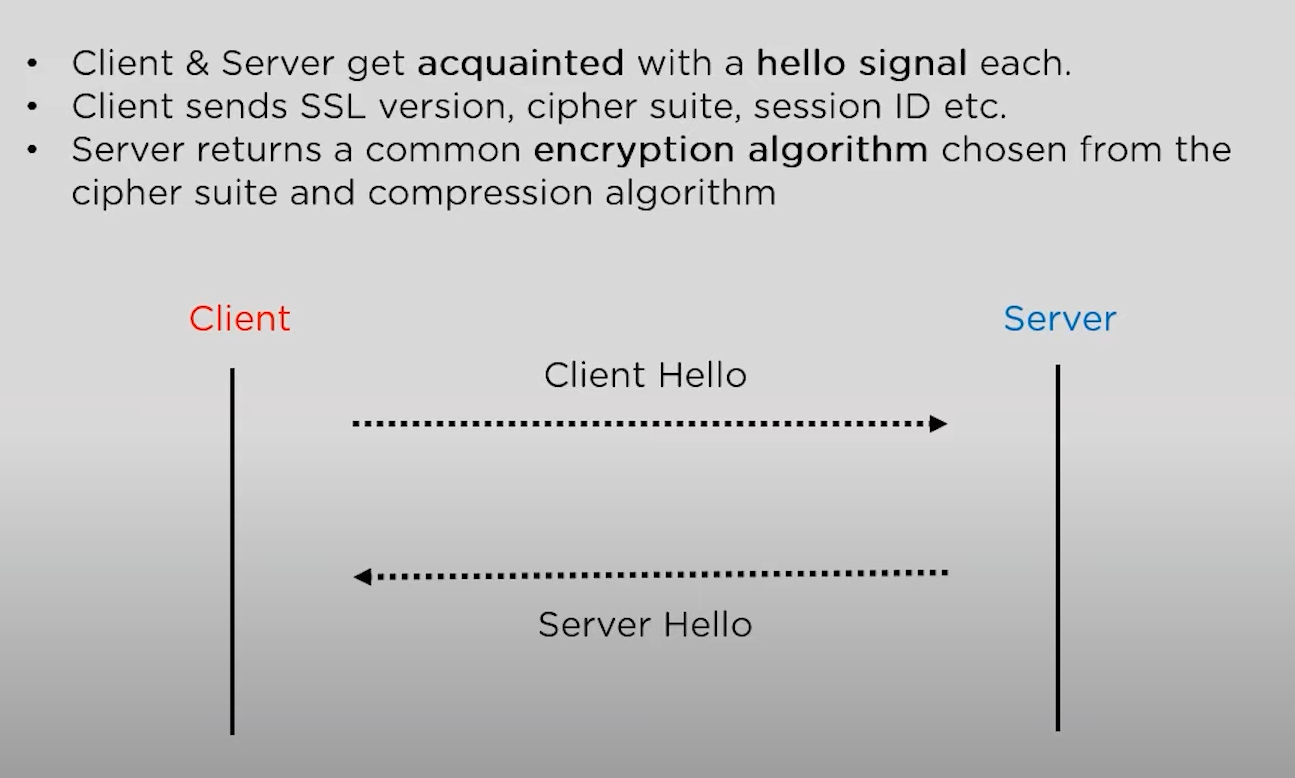 • Client & Server get acquainted with a hello signal each.
• Client sends SSL version, cipher suite, session ID etc.
• Server returns a common encryption algorithm chosen from the
cipher suite and compression algorithm
Client
Server
Client Hello
Server Hello